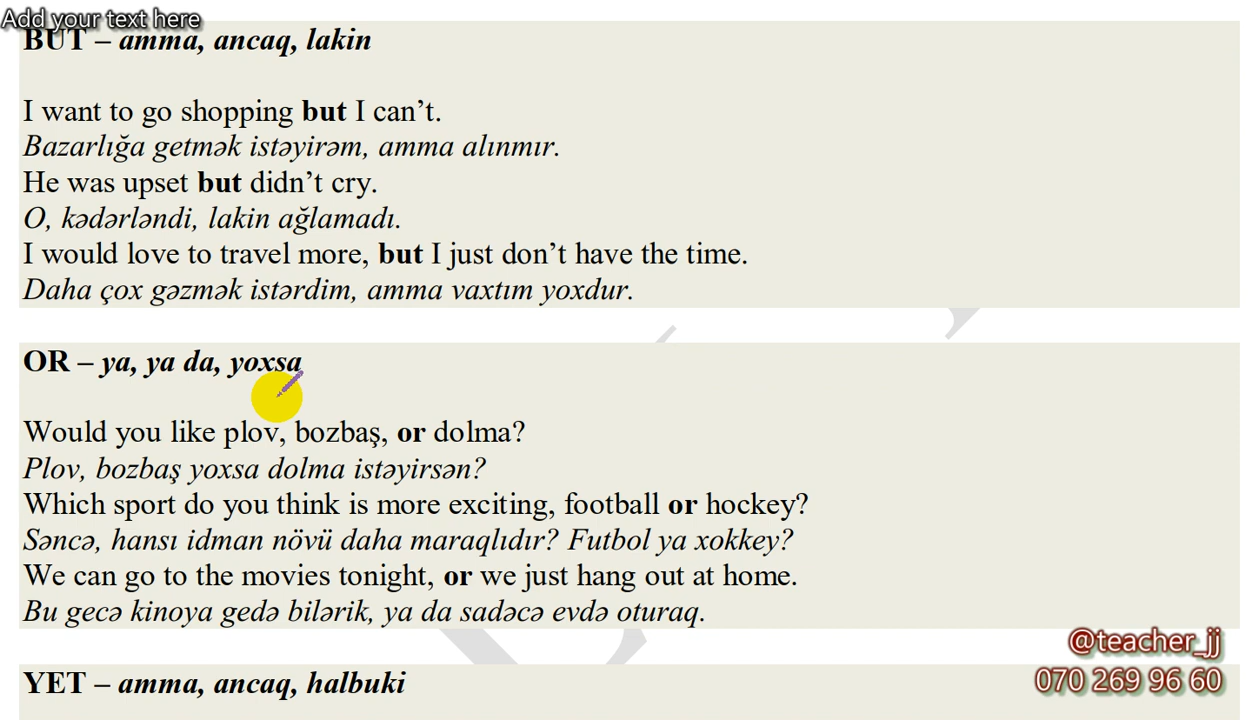 Add your text here
BUT – amma, ancaq, lakin
I want to go shopping but I can’t.
Bazarlığa getmək istəyirəm, amma alınmır.
He was upset but didn’t cry.
O, kədərləndi, lakin ağlamadı.
I would love to travel more, but I just don’t have the time.
Daha çox gəzmək istərdim, amma vaxtım yoxdur.
OR – ya, ya da, yoxsa
Would you like plov, bozbaş, or dolma?
Plov, bozbaş yoxsa dolma istəyirsən?
Which sport do you think is more exciting, football or hockey?
Səncə, hansı idman növü daha maraqlıdır? Futbol ya xokkey?
We can go to the movies tonight, or we just hang out at home.
Bu gecə kinoya gedə bilərik, ya da sadəcə evdə oturaq.
@teacher_jj
070 269 96 60
YET – amma, ancaq, halbuki